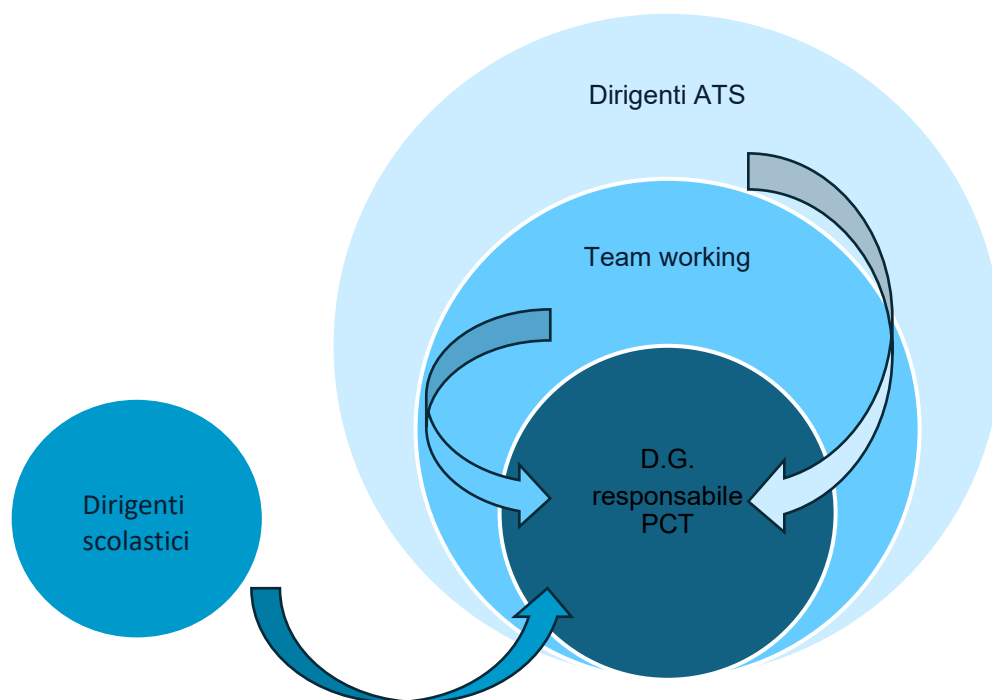 Dirigenti ATS
Team working
D.G.
responsabile
PCT
Dirigenti
scolastici